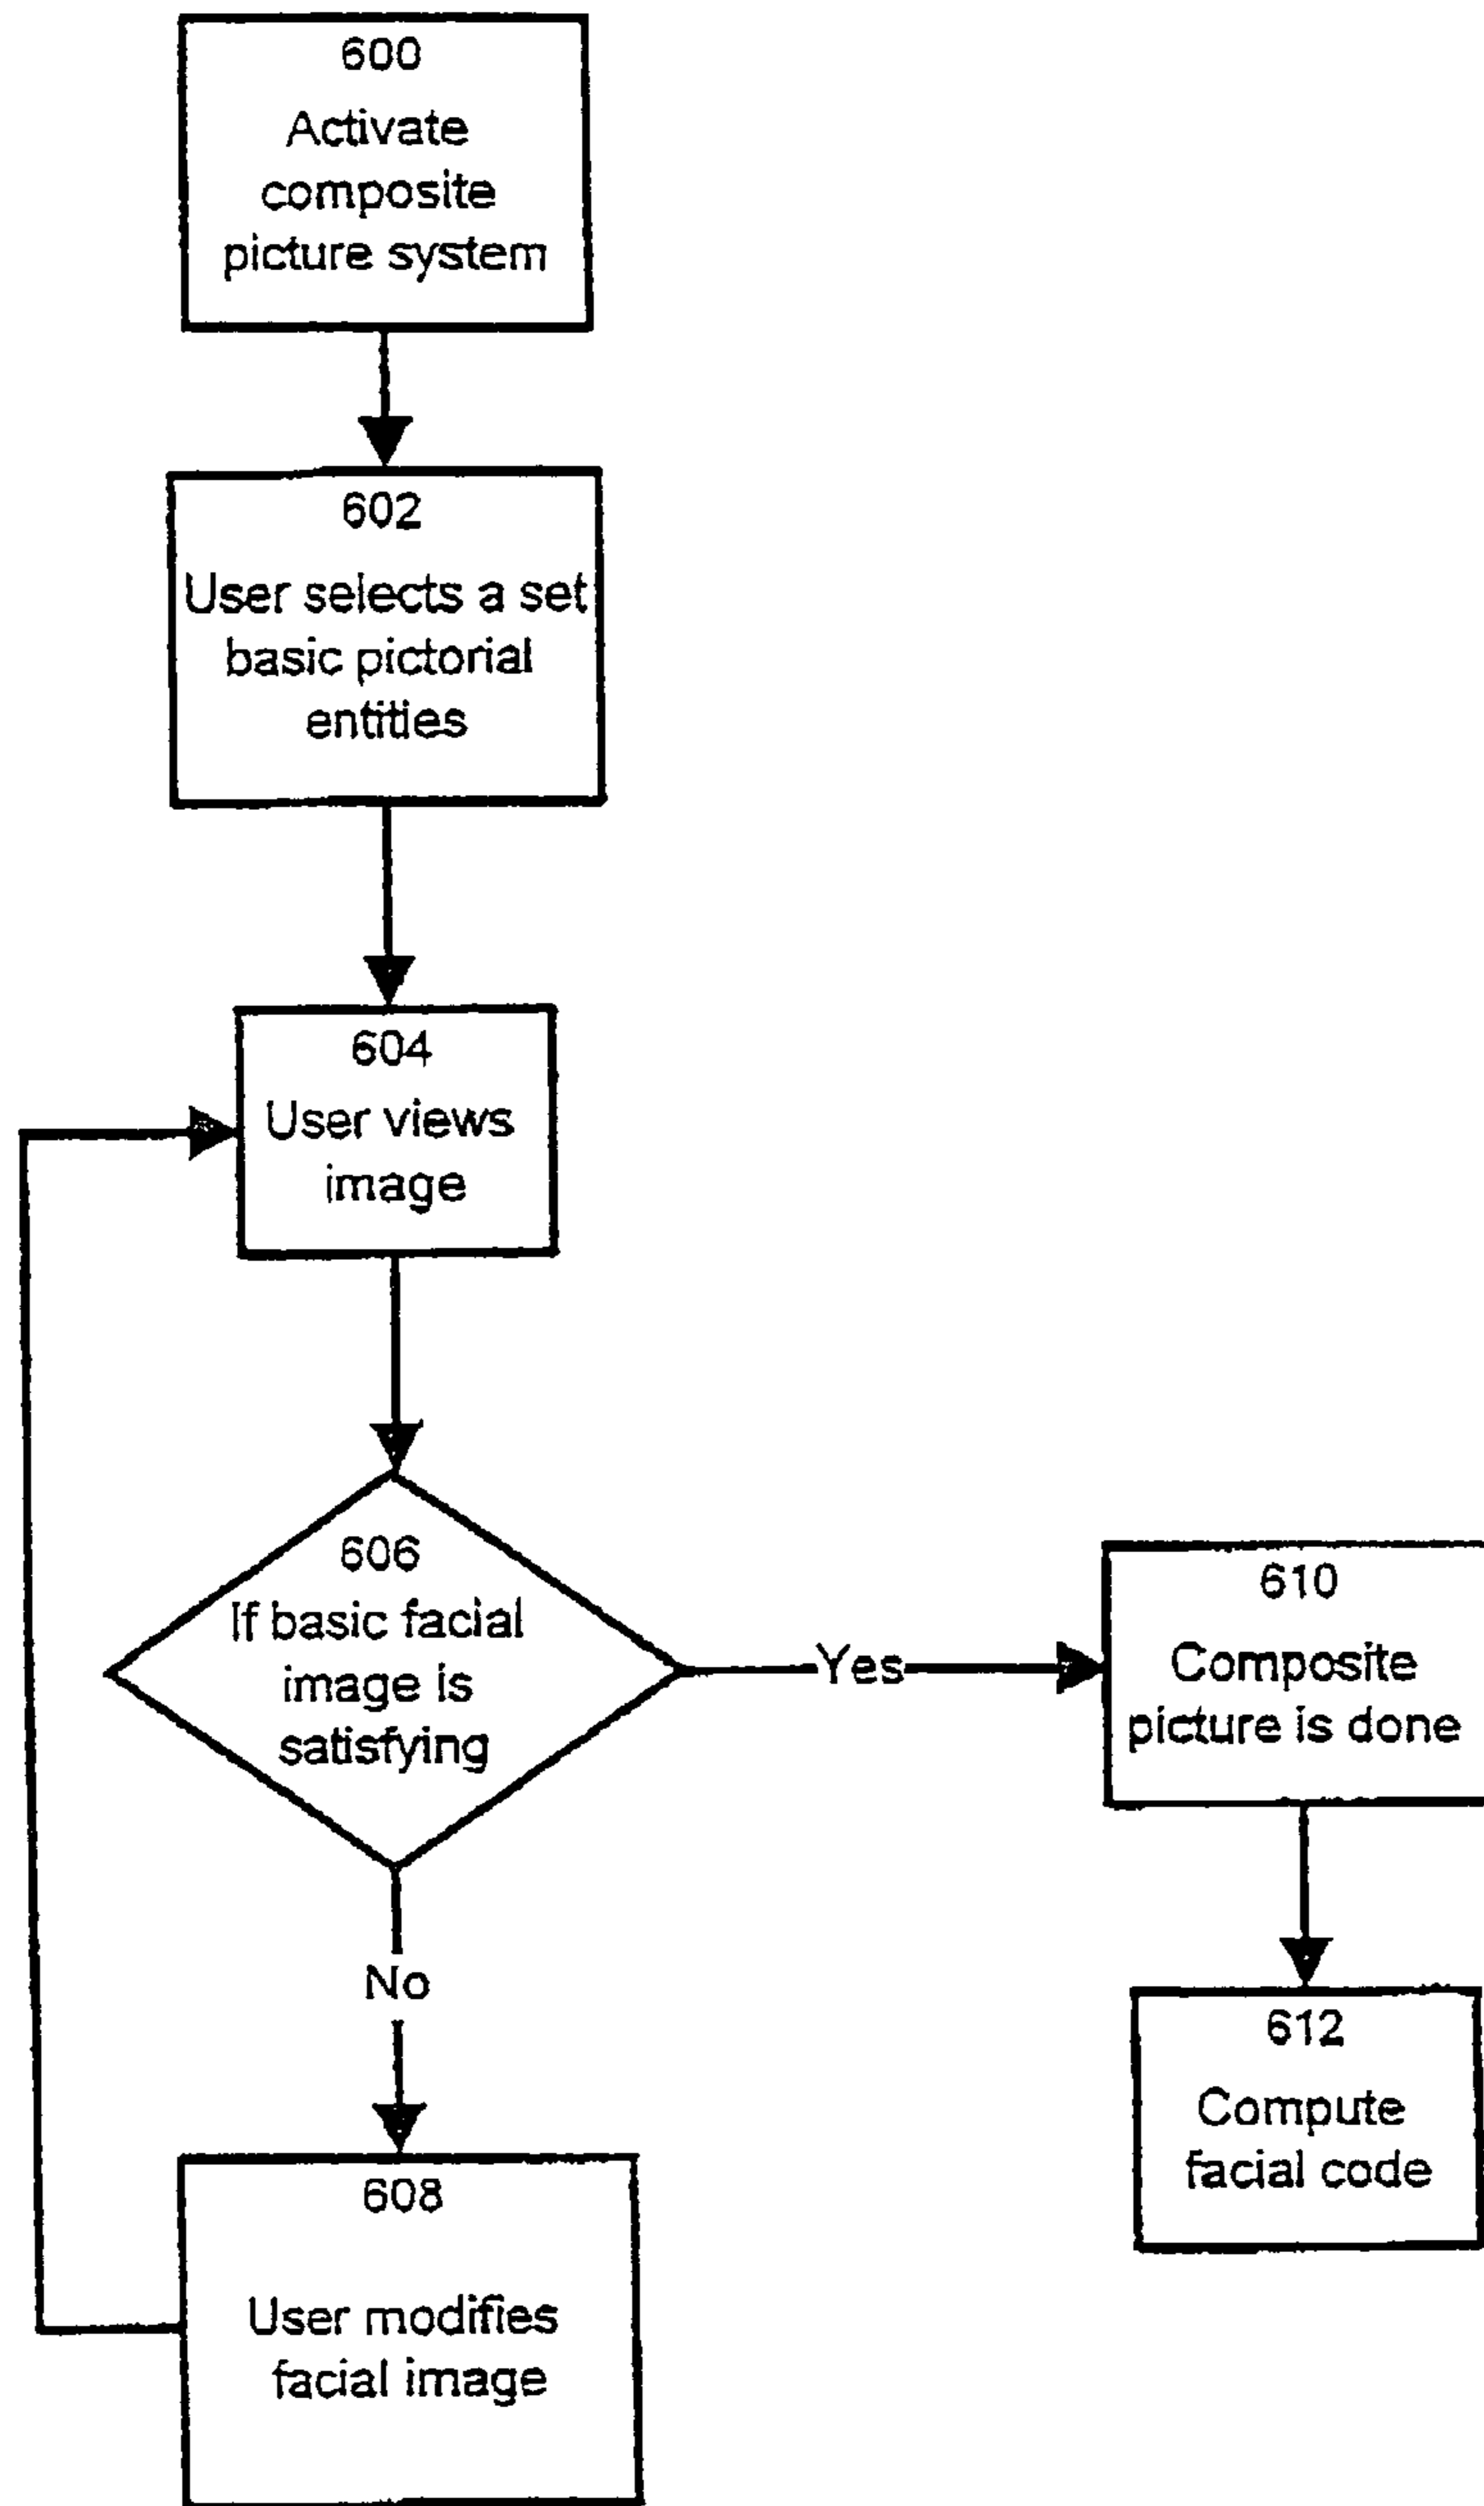 600
Activate
composite
picture system
602
User selects a set
basic pictorial
entities
604
User views
image
606
If basic facial
image is
satisfying
Yes
610
Composite
picture is done
612
Compute
facial code
No
608
User modifies
facial image